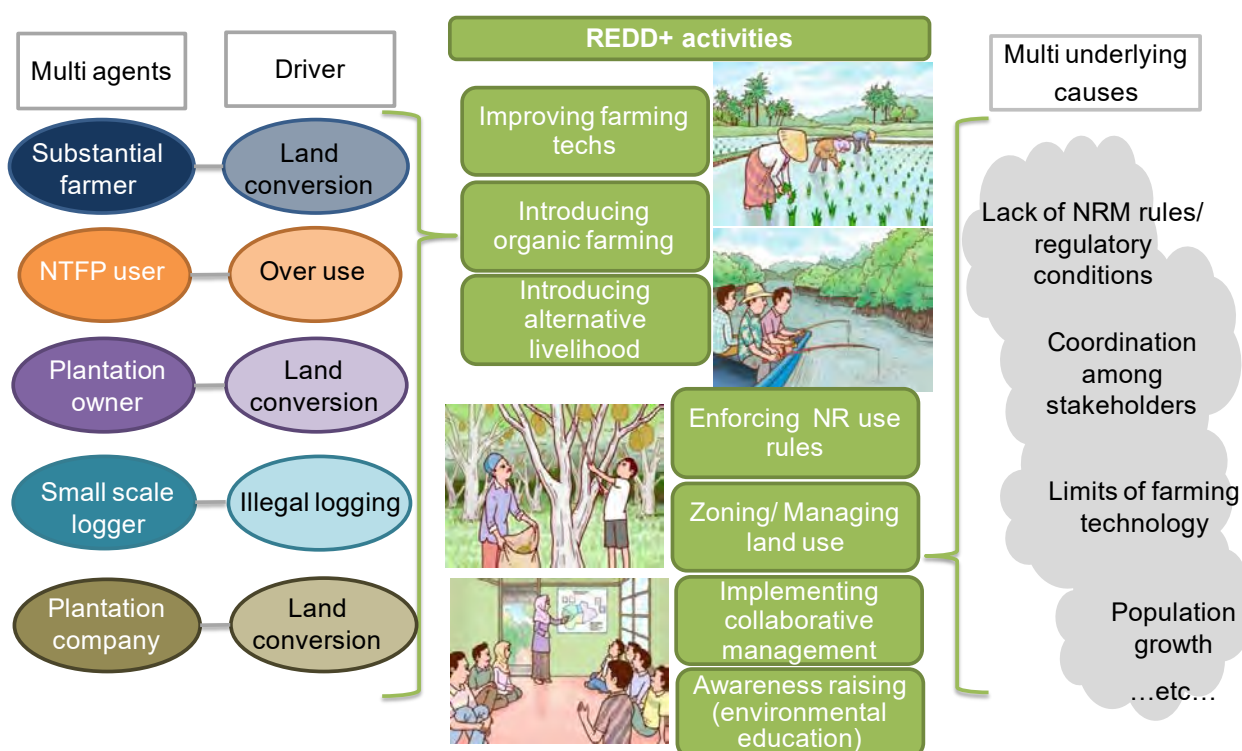 REDD+ activities
Multi agents
Driver
Multi underlying
causes
Substantial
farmer
Land
conversion
NTFP user
Over use
Plantation
owner
Land
conversion
Small scale
logger
Illegal logging
Plantation
company
Land
conversion
Improving farming
techs
Introducing
organic farming
Introducing
alternative
livelihood
Enforcing NR use
rules
Zoning/ Managing
land use
Implementing
collaborative
management
Awareness raising
(environmental
education)
Lack of NRM rules/
regulatory
conditions
Coordination
among
stakeholders
Limits of farming
technology
Population
growth
…etc…